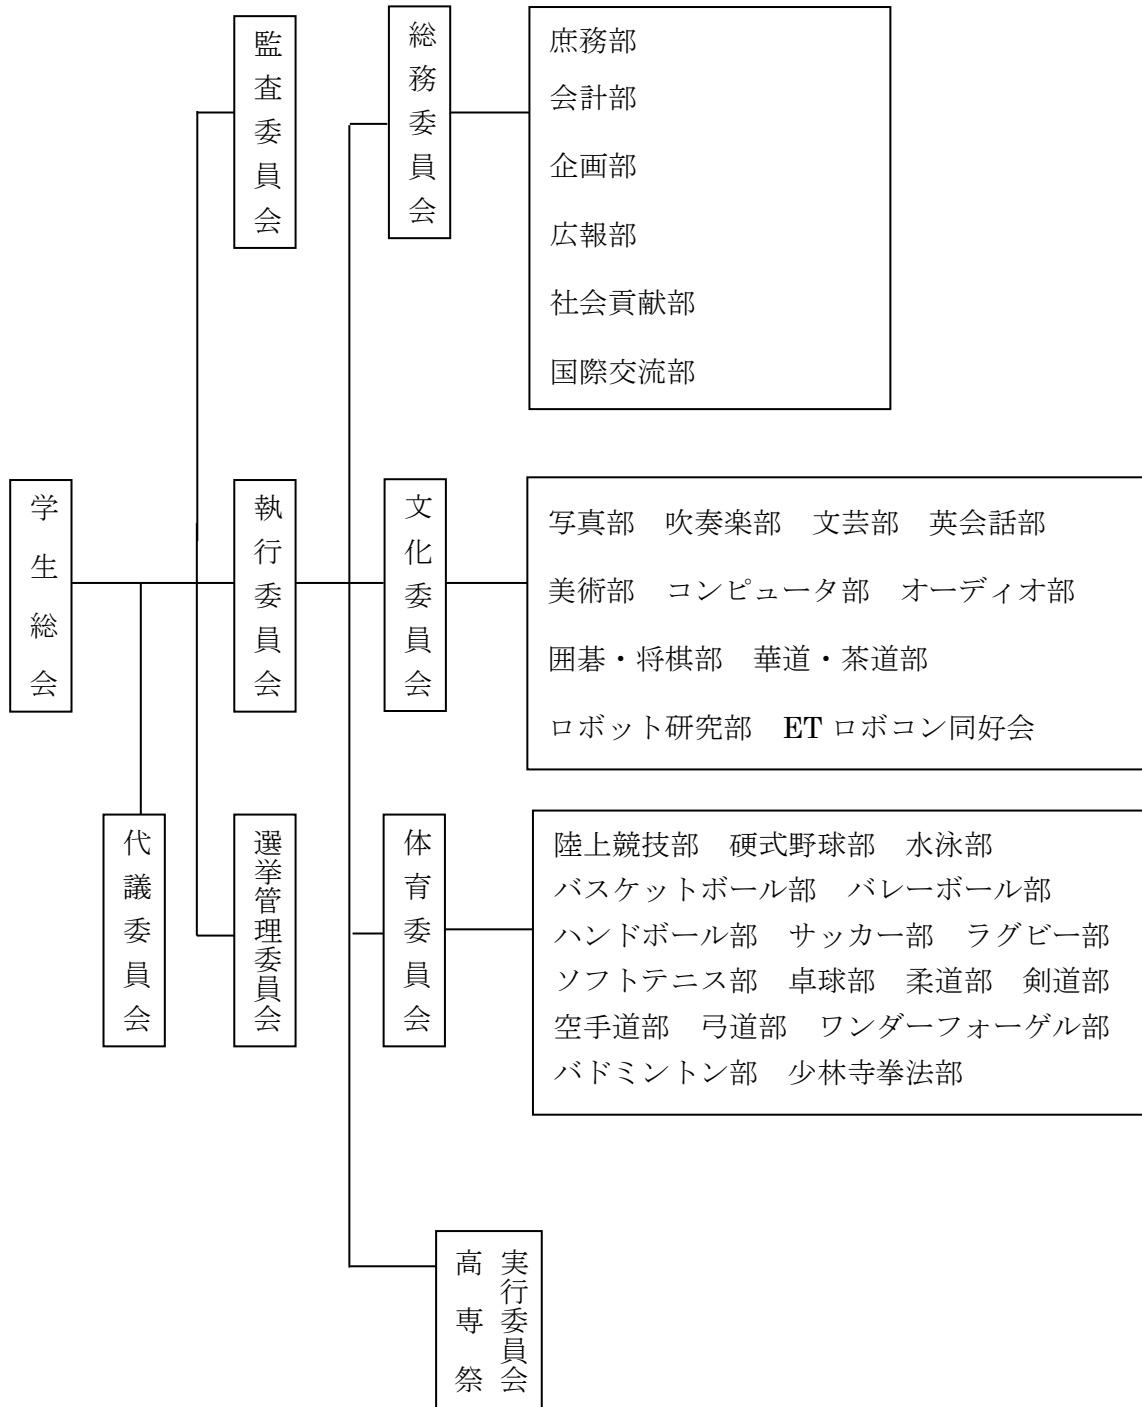 監査委員会
総務委員会
庶務部
会計部
企画部
広報部
社会貢献部
国際交流部
学生総会
執行委員会
文化委員会
写真部　吹奏楽部　文芸部　英会話部
美術部　コンピュータ部　オーディオ部
囲碁・将棋部　華道・茶道部
ロボット研究部　ET ロボコン同好会
代議委員会
選挙管理委員会
体育委員会
陸上競技部　硬式野球部　水泳部
バスケットボール部　バレーボール部
ハンドボール部　サッカー部　ラグビー部
ソフトテニス部　卓球部　柔道部　剣道部
空手道部　弓道部　ワンダーフォーゲル部
バドミントン部　少林寺拳法部
高専祭
実行委員会